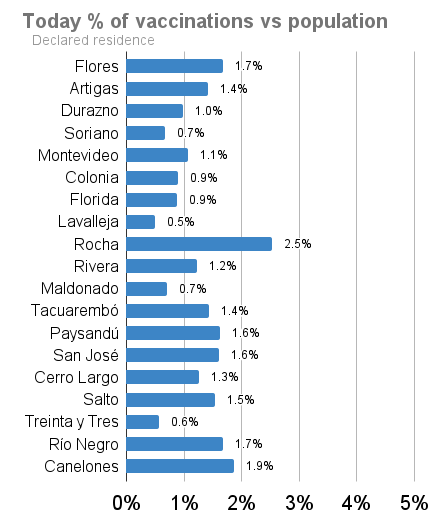 Today % of vaccinations vs population
Declared residence
Flores 1.7%
Artigas 1.4%
Durazno 1.0%
Soriano 0.7%
Montevideo 1.1%
Colonia 0.9%
Florida 0.9%
Lavalleja 0.5%
Rocha 2.5%
Rivera 1.2%
Maldonado 0.7%
Tacuarembó 1.4%
Paysandú 1.6%
San José 1.6%
Cerro Largo 1.3%
Salto 1.5%
Treinta y Tres 0.6%
Río Negro 1.7%
Canelones 1.9%
0% 1% 2% 3% 4% 5%